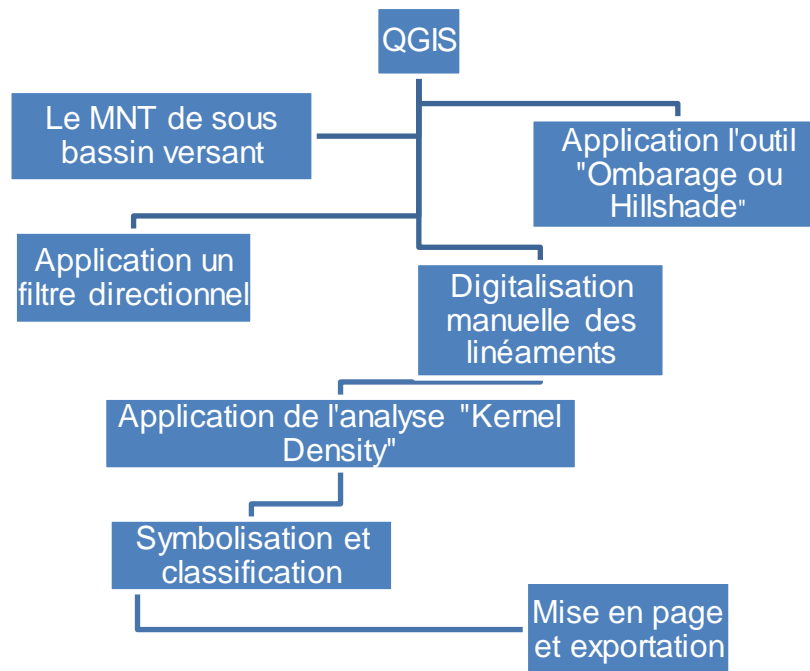 QGIS
Le MNT de sous
bassin versant
Application l'outil
"Ombarage ou
Hillshade"
Application un
filtre directionnel
Digitalisation
manuelle des
linéaments
Application de l'analyse "Kernel
Density"
Symbolisation et
classification
Mise en page
et exportation